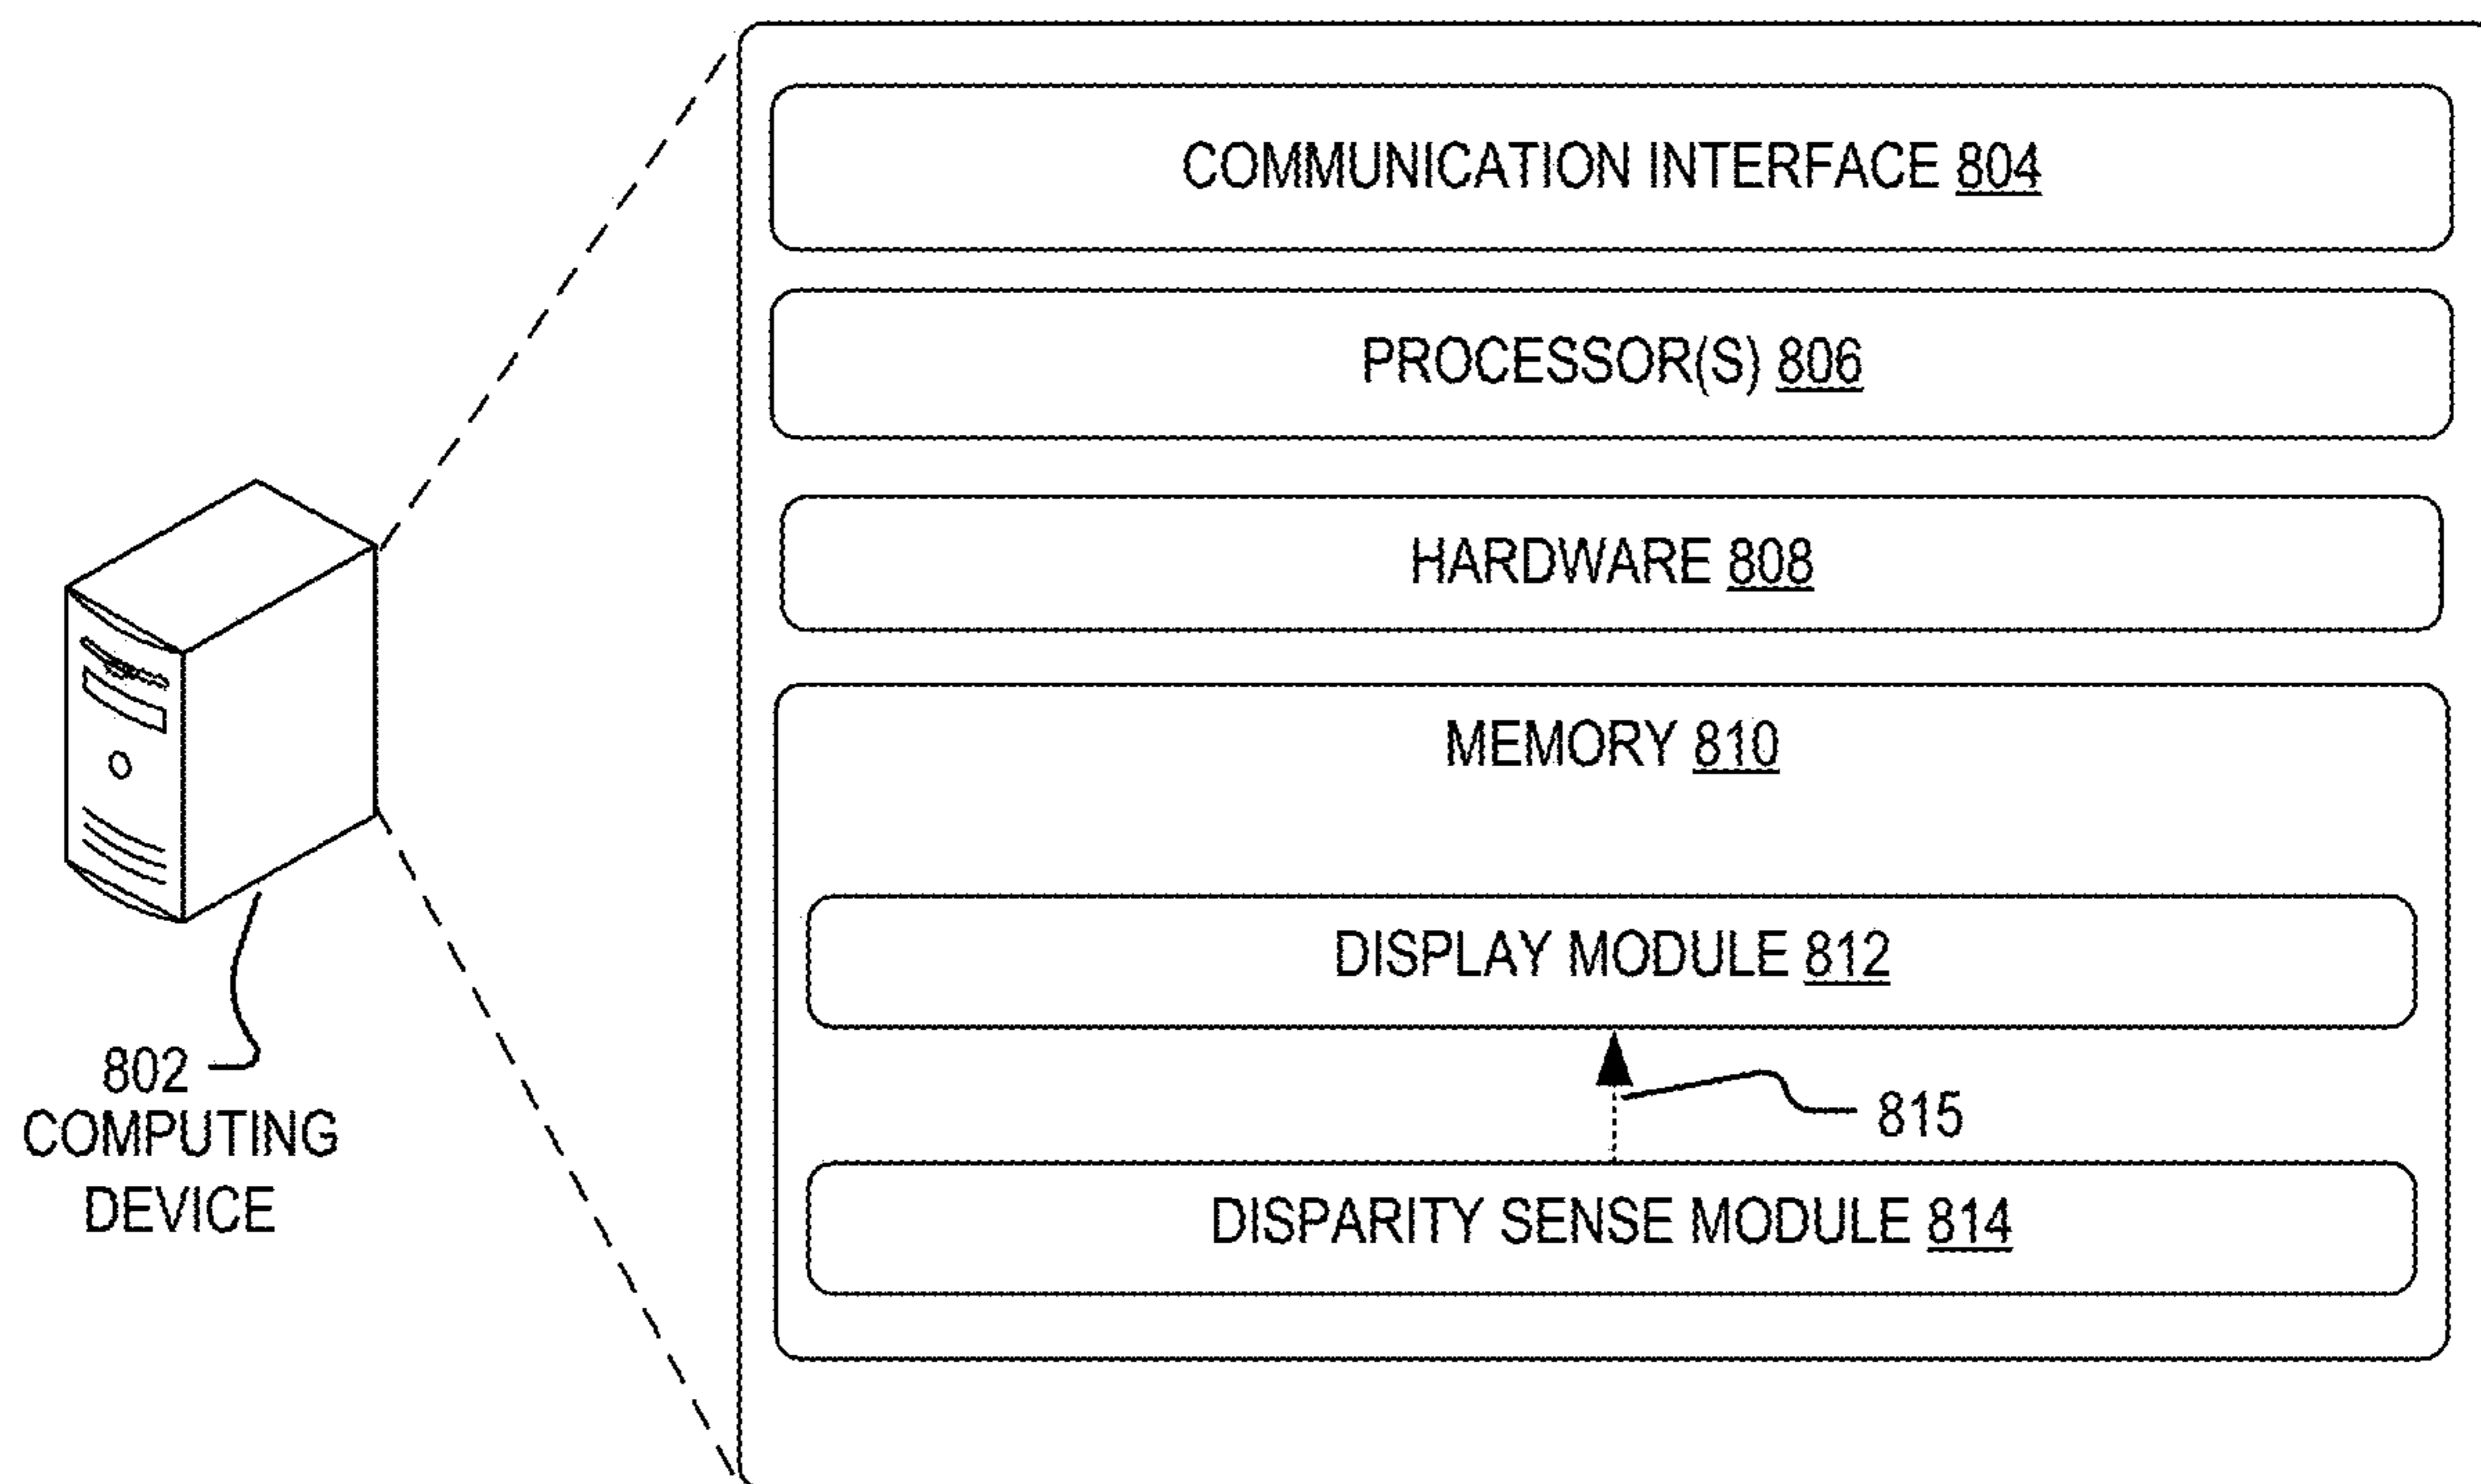 COMMUNICATION INTERFACE 804
PROCESSOR(S) 806
HARDWARE 808
MEMORY 810
DISPLAY MODULE 812
815
DISPARITY SENSE MODULE 814
802
COMPUTING
DEVICE